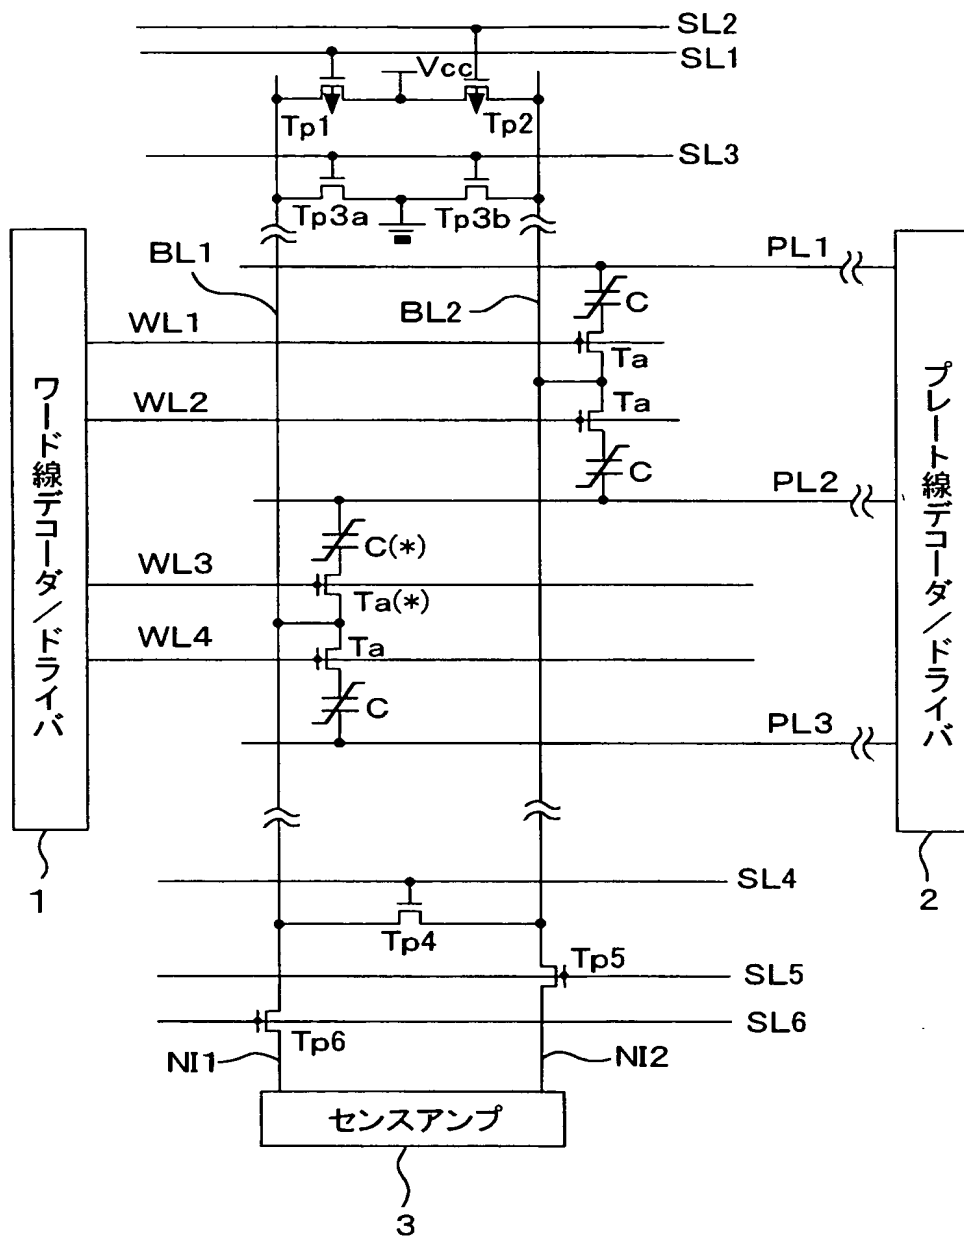 SL2
SL1
Vcc
Tp1
Tp2
SL3
Tp3a
Tp3b
BL1
PL1
BL2
C
WL1
Ta
WL2
Ta
C
PL2
C(*)
WL3
Ta(*)
WL4
Ta
C
PL3
ワード線デコーダ/ドライバ
プレート線デコーダ/ドライバ
1
2
SL4
Tp4
Tp5
SL5
SL6
Tp6
NI1
NI2
センスアンプ
3